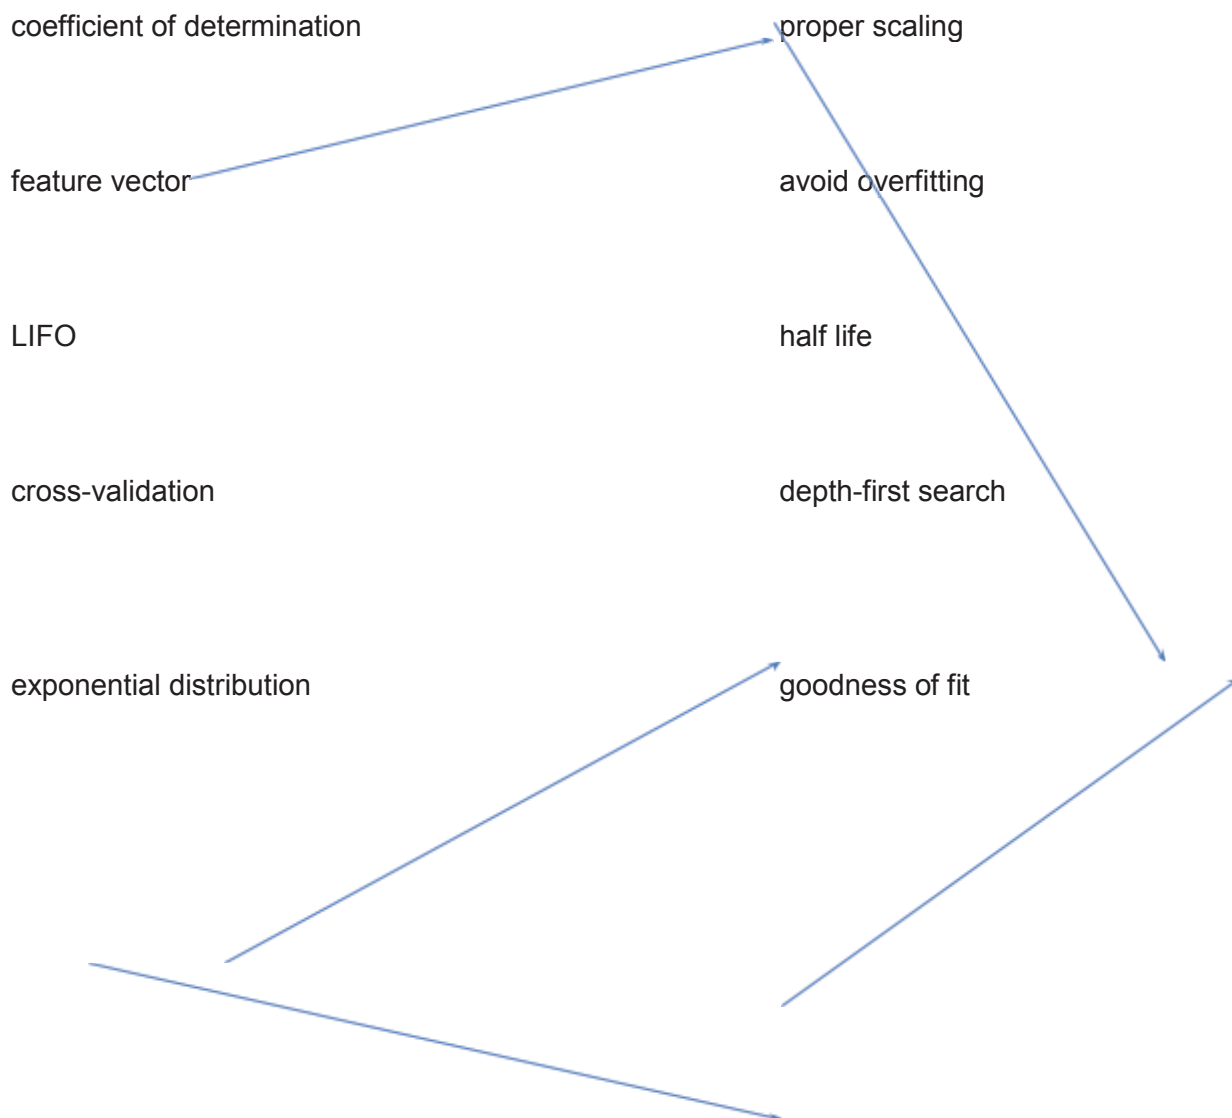 coefficient of determination
proper scaling
feature vector
avoid overfitting
LIFO
half life
cross-validation
depth-first search
exponential distribution
goodness of fit